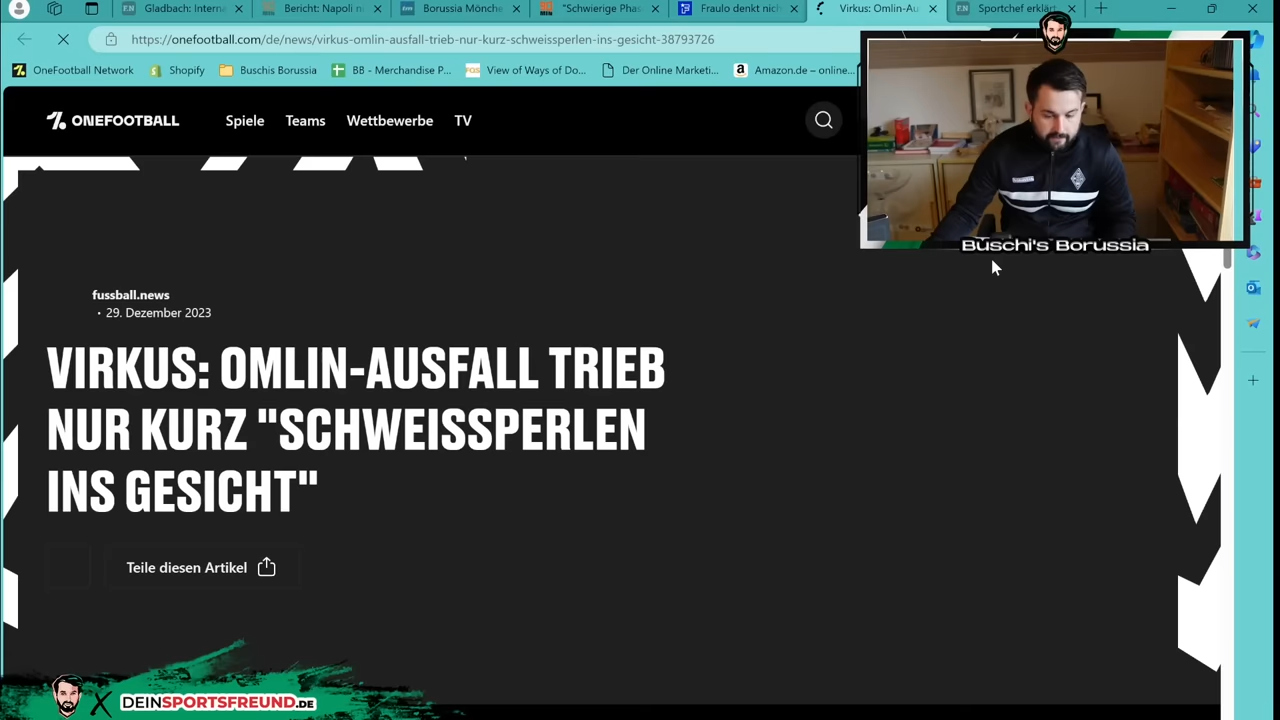 Gladbach: Interna
Bericht: Napoli n
Borussia Mönche
"Schwierige Phas
Fraulo denkt nich
Virkus: Omlin-Au
Sportchef erklärt
https://onefootball.com/de/news/virkus-omlin-ausfall-trieb-nur-kurz-schweissperlen-ins-gesicht-38793726
OneFootball Network
Shopify
Buschis Borussia
BB - Merchandise P...
View of Ways of Do...
Der Online Marketi...
Amazon.de – online...
ONEFOOTBALL
Spiele
Teams
Wettbewerbe
TV
Buschi's Borussia
fussball.news
• 29. Dezember 2023
VIRKUS: OMLIN-AUSFALL TRIEB
NUR KURZ "SCHWEISSPERLEN
INS GESICHT"
Teile diesen Artikel
X DEINSPORTSFREUND.DE